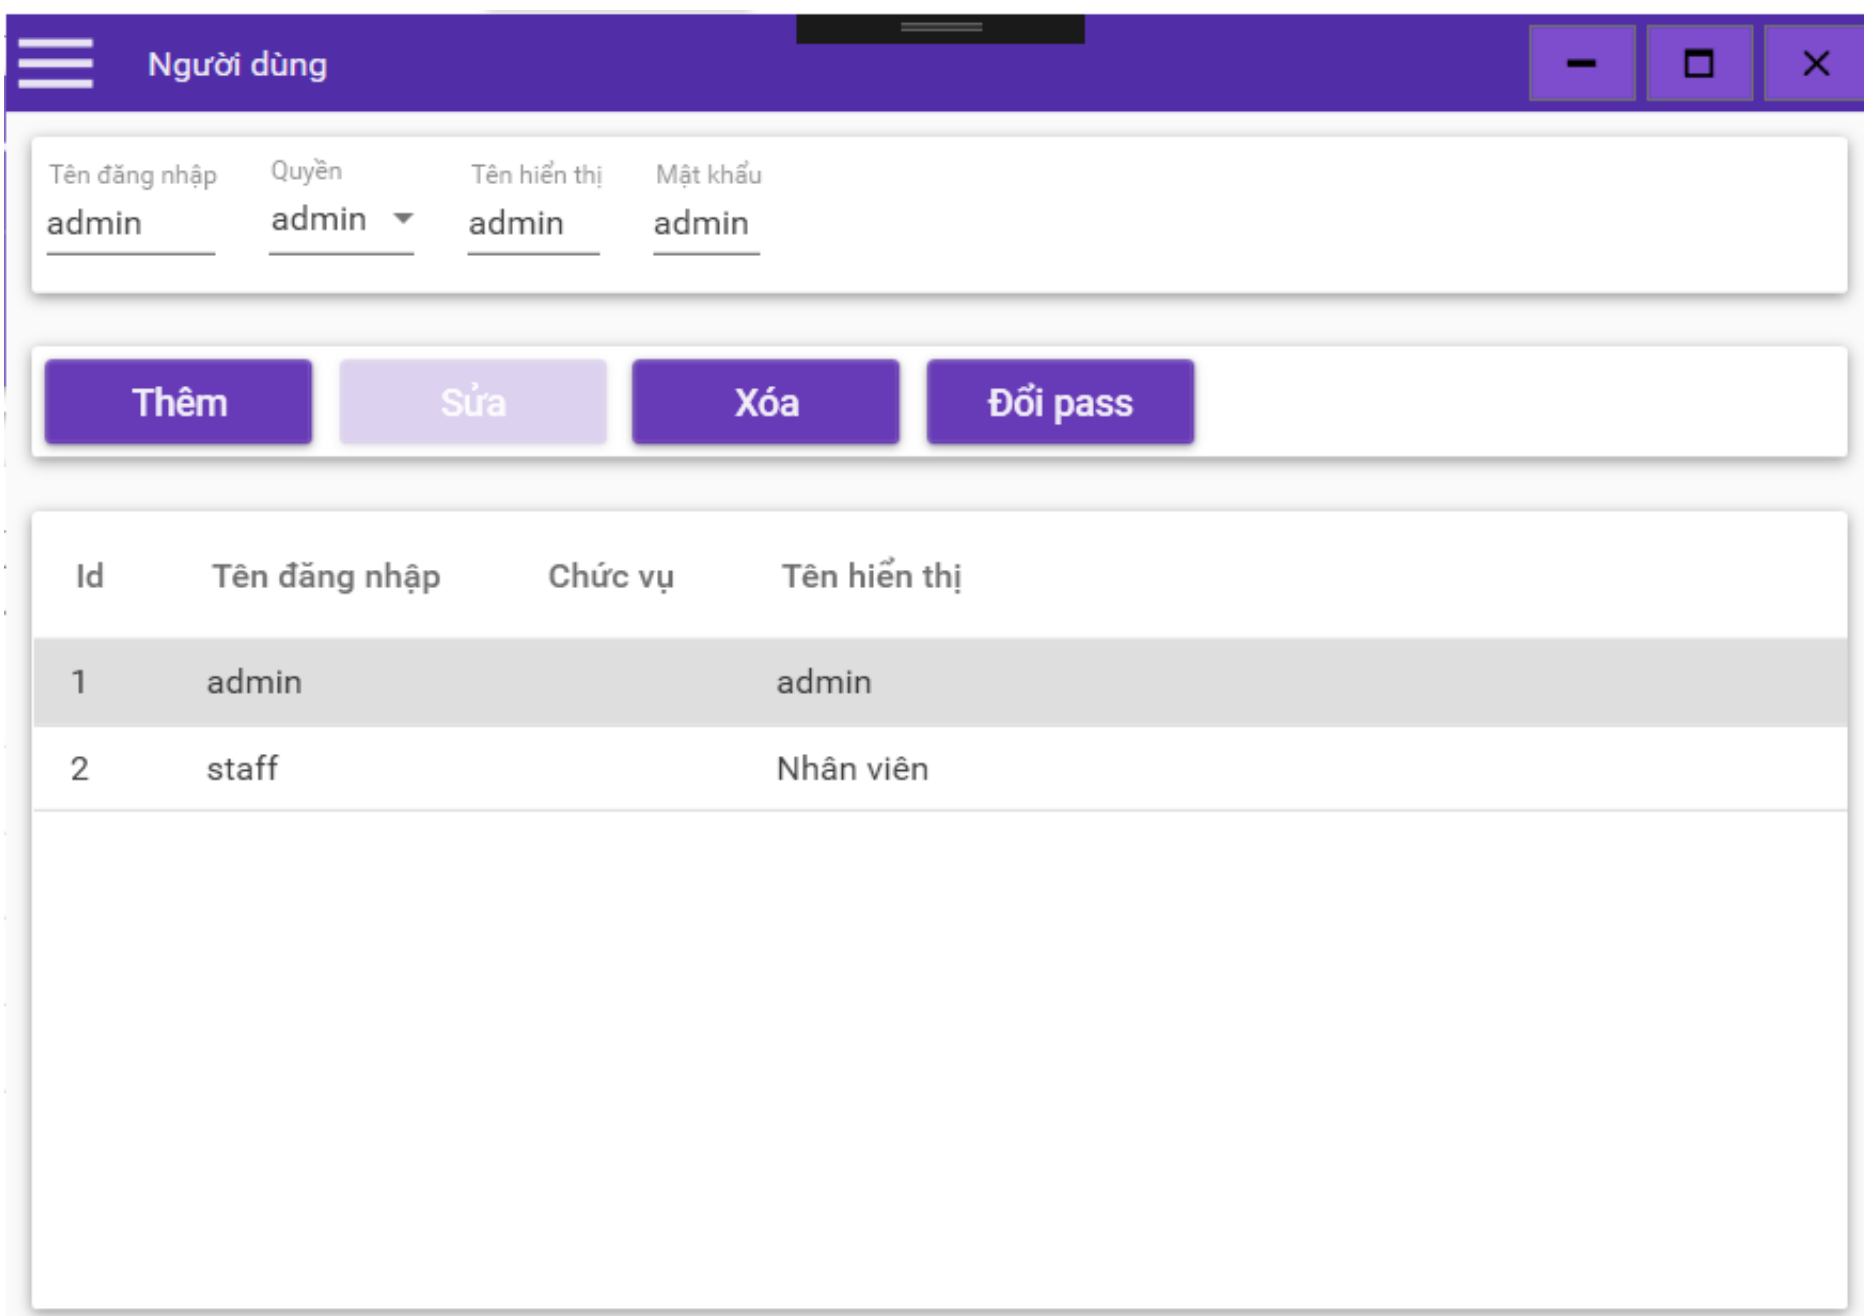 Người dùng
Tên đăng nhập Quyền Tên hiển thị Mật khẩu
admin admin admin admin
Thêm Sửa Xóa Đổi pass
Id Tên đăng nhập Chức vụ Tên hiển thị
1 admin admin
2 staff Nhân viên